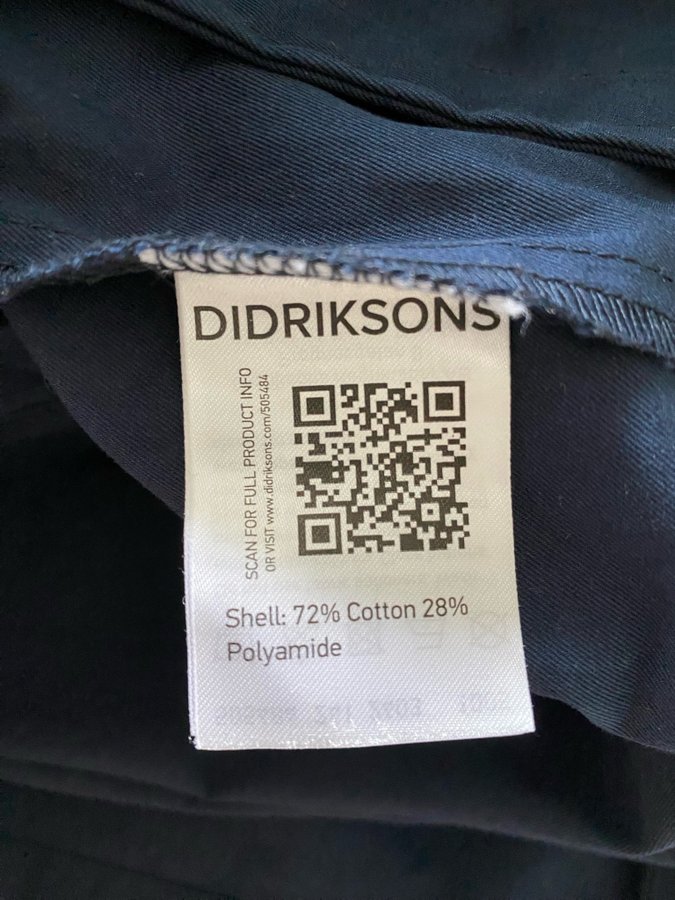 DIDRIKSONS
SCAN FOR FULL PRODUCT INFO
OR VISIT www.didriksons.com/505484
Shell: 72% Cotton 28%
Polyamide